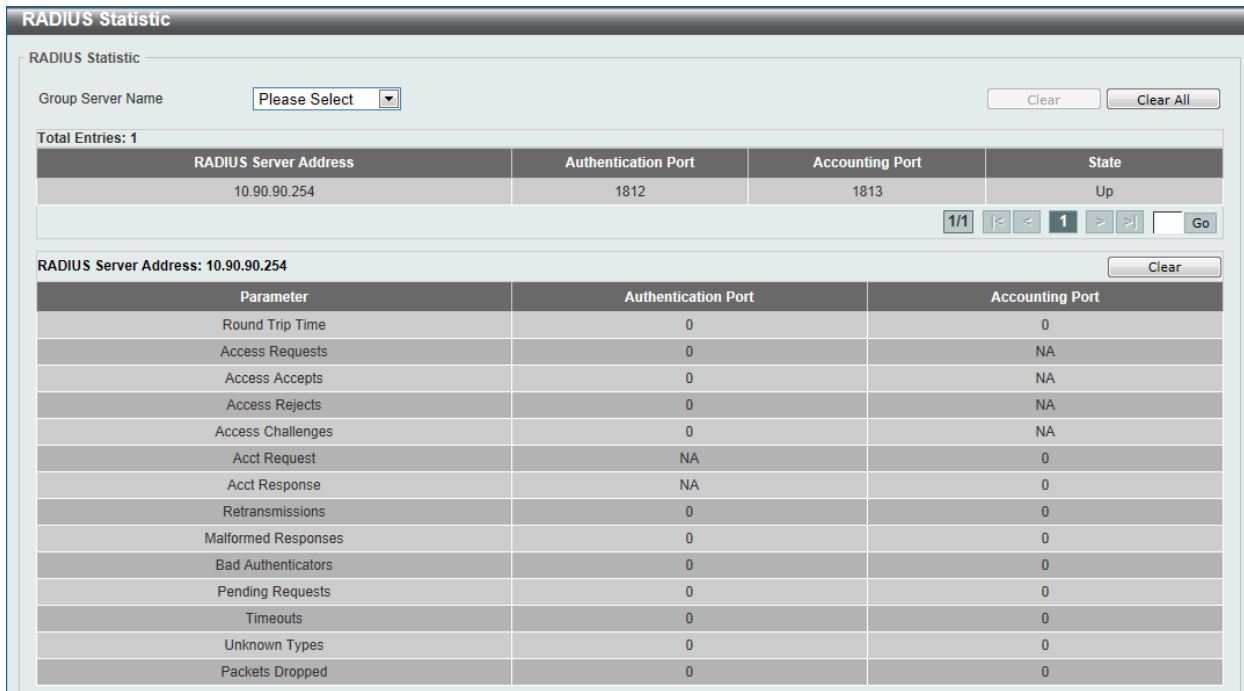 RADIUS Statistic
RADIUS Statistic
Group Server Name Please Select Clear Clear All
Total Entries: 1
RADIUS Server Address Authentication Port Accounting Port State
10.90.90.254 1812 1813 Up
1/1 |< < 1 > >| Go
RADIUS Server Address: 10.90.90.254 Clear
Parameter Authentication Port Accounting Port
Round Trip Time 0 0
Access Requests 0 NA
Access Accepts 0 NA
Access Rejects 0 NA
Access Challenges 0 NA
Acct Request NA 0
Acct Response NA 0
Retransmissions 0 0
Malformed Responses 0 0
Bad Authenticators 0 0
Pending Requests 0 0
Timeouts 0 0
Unknown Types 0 0
Packets Dropped 0 0